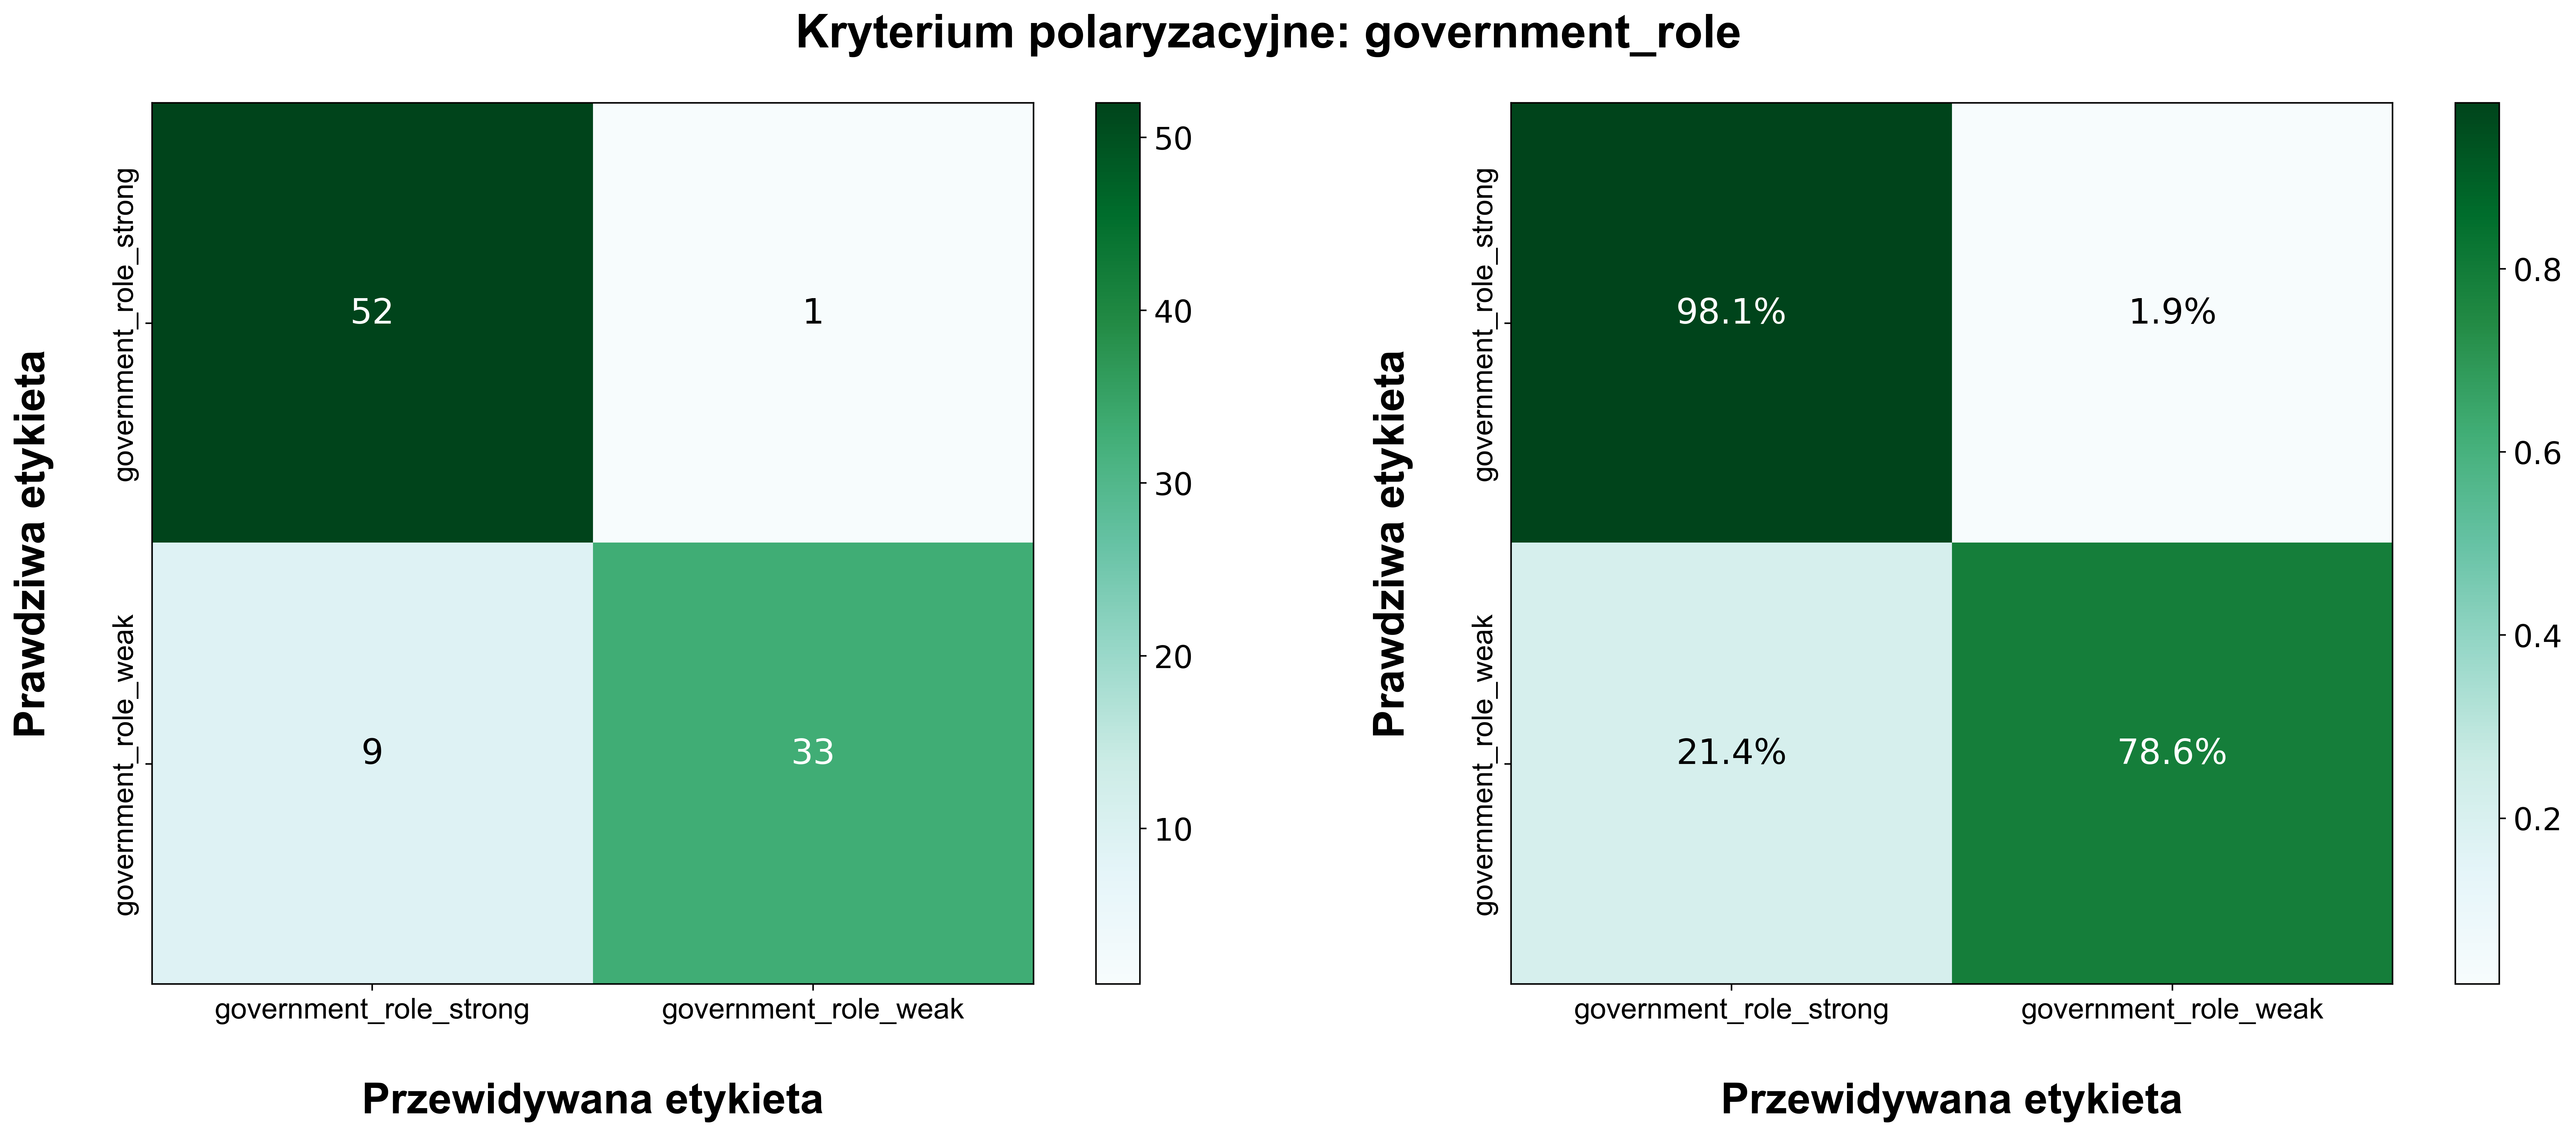 Kryterium polaryzacyjne: government_role
Prawdziwa etykieta
government_role_strong
government_role_weak
52
1
9
33
50
40
30
20
10
government_role_strong
government_role_weak
Przewidywana etykieta
Prawdziwa etykieta
government_role_strong
government_role_weak
98.1%
1.9%
21.4%
78.6%
0.8
0.6
0.4
0.2
government_role_strong
government_role_weak
Przewidywana etykieta